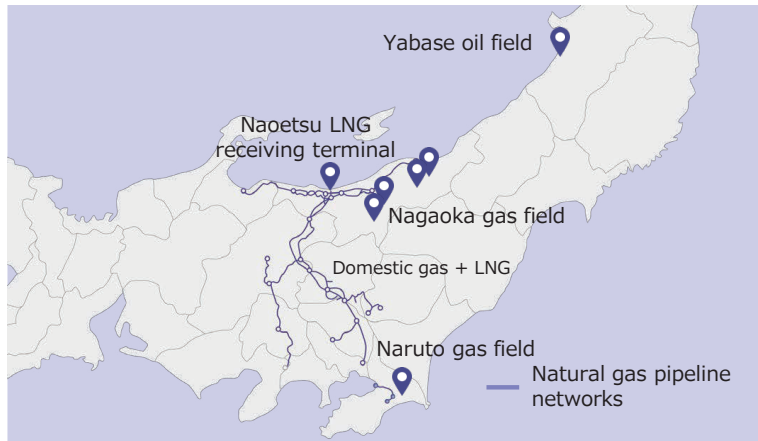 Yabase oil field
Naoetsu LNG
receiving terminal
Nagaoka gas field
Domestic gas + LNG
Naruto gas field
Natural gas pipeline
networks